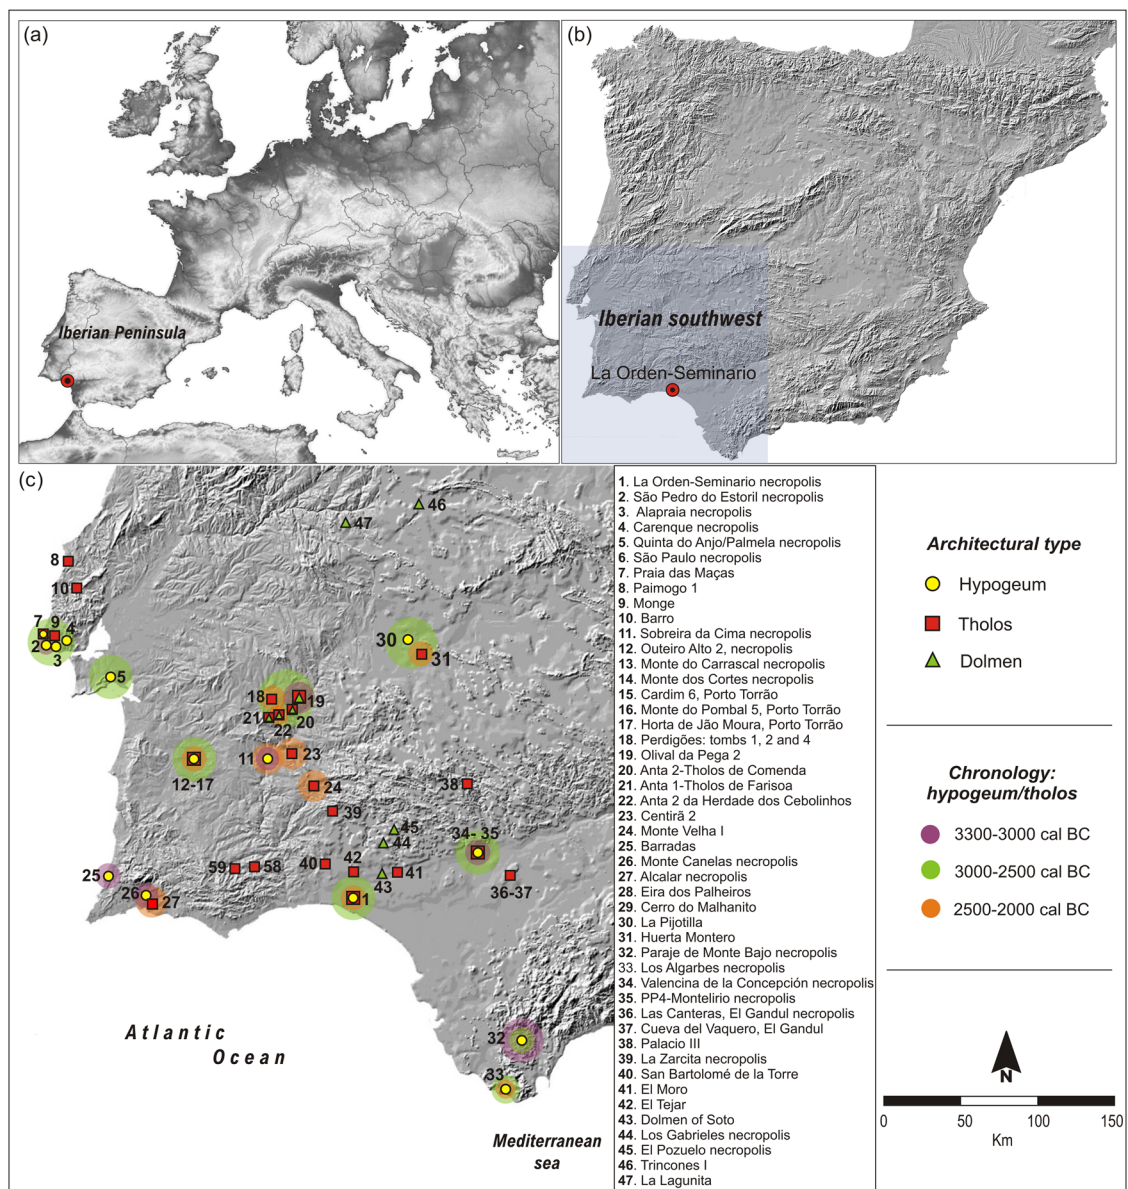 (a)
Iberian Peninsula
(b)
Iberian southwest
La Orden-Seminario
(c)
46
47
8
10
7
9
4
2
3
5
30
31
18
19
21
20
22
11
23
12-17
24
38
39
45
44
34- 35
59
58
40
42
43
41
36-37
25
26
27
1
32
33
Atlantic
Ocean
Mediterranean
sea
1. La Orden-Seminario necropolis
2. São Pedro do Estoril necropolis
3. Alapraia necropolis
4. Carenque necropolis
5. Quinta do Anjo/Palmela necropolis
6. São Paulo necropolis
7. Praia das Maças
8. Paimogo 1
9. Monge
10. Barro
11. Sobreira da Cima necropolis
12. Outeiro Alto 2, necropolis
13. Monte do Carrascal necropolis
14. Monte dos Cortes necropolis
15. Cardim 6, Porto Torrão
16. Monte do Pombal 5, Porto Torrão
17. Horta de Jão Moura, Porto Torrão
18. Perdigões: tombs 1, 2 and 4
19. Olival da Pega 2
20. Anta 2-Tholos de Comenda
21. Anta 1-Tholos de Farisoa
22. Anta 2 da Herdade dos Cebolinhos
23. Centirã 2
24. Monte Velha I
25. Barradas
26. Monte Canelas necropolis
27. Alcalar necropolis
28. Eira dos Palheiros
29. Cerro do Malhanito
30. La Pijotilla
31. Huerta Montero
32. Paraje de Monte Bajo necropolis
33. Los Algarbes necropolis
34. Valencina de la Concepción necropolis
35. PP4-Montelirio necropolis
36. Las Canteras, El Gandul necropolis
37. Cueva del Vaquero, El Gandul
38. Palacio III
39. La Zarcita necropolis
40. San Bartolomé de la Torre
41. El Moro
42. El Tejar
43. Dolmen of Soto
44. Los Gabrieles necropolis
45. El Pozuelo necropolis
46. Trincones I
47. La Lagunita
Architectural type
Hypogeum
Tholos
Dolmen
Chronology:
hypogeum/tholos
3300-3000 cal BC
3000-2500 cal BC
2500-2000 cal BC
N
0 50 100 150
Km